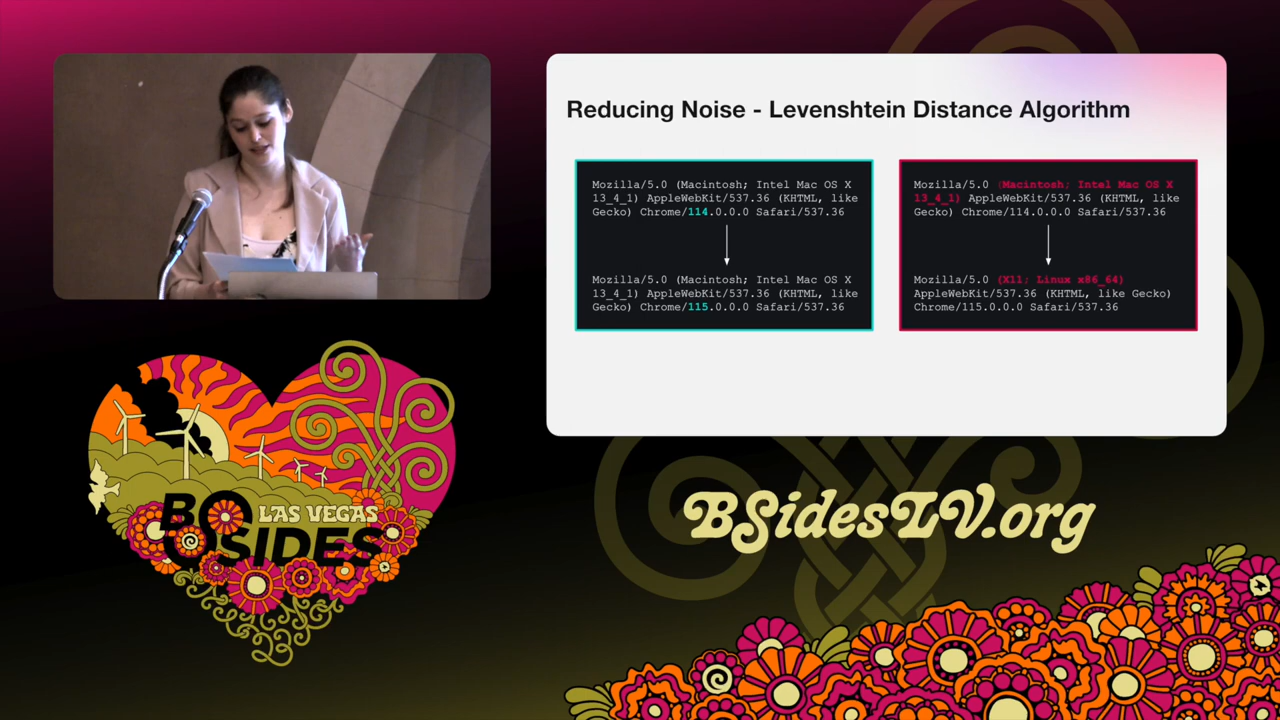 Reducing Noise - Levenshtein Distance Algorithm
Mozilla/5.0 (Macintosh; Intel Mac OS X
13_4_1) AppleWebKit/537.36 (KHTML, like
Gecko) Chrome/114.0.0.0 Safari/537.36
Mozilla/5.0 (Macintosh; Intel Mac OS X
13_4_1) AppleWebKit/537.36 (KHTML, like
Gecko) Chrome/115.0.0.0 Safari/537.36
Mozilla/5.0 (Macintosh; Intel Mac OS X
13_4_1) AppleWebKit/537.36 (KHTML, like
Gecko) Chrome/114.0.0.0 Safari/537.36
Mozilla/5.0 (X11; Linux x86_64)
AppleWebKit/537.36 (KHTML, like Gecko)
Chrome/115.0.0.0 Safari/537.36
LAS VEGAS
BSIDES
BSidesLV.org